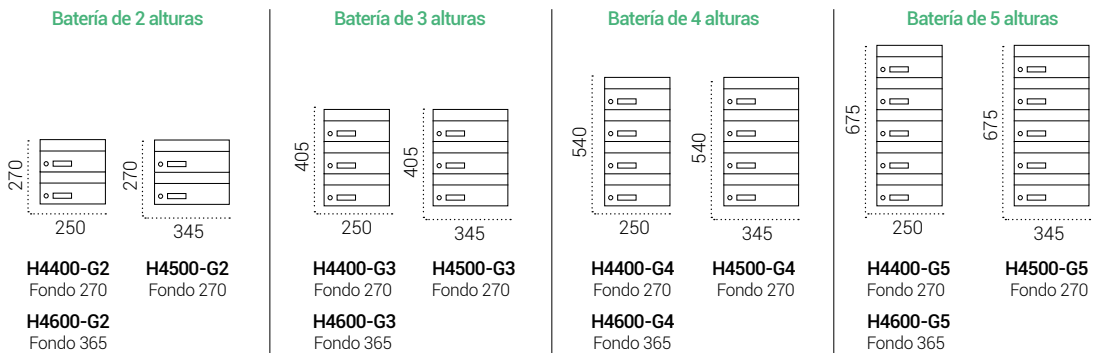 Batería de 2 alturas
270
250
270
345
H4400-G2
Fondo 270
H4500-G2
Fondo 270
H4600-G2
Fondo 365
Batería de 3 alturas
405
250
405
345
H4400-G3
Fondo 270
H4500-G3
Fondo 270
H4600-G3
Fondo 365
Batería de 4 alturas
540
250
540
345
H4400-G4
Fondo 270
H4500-G4
Fondo 270
H4600-G4
Fondo 365
Batería de 5 alturas
675
250
675
345
H4400-G5
Fondo 270
H4500-G5
Fondo 270
H4600-G5
Fondo 365